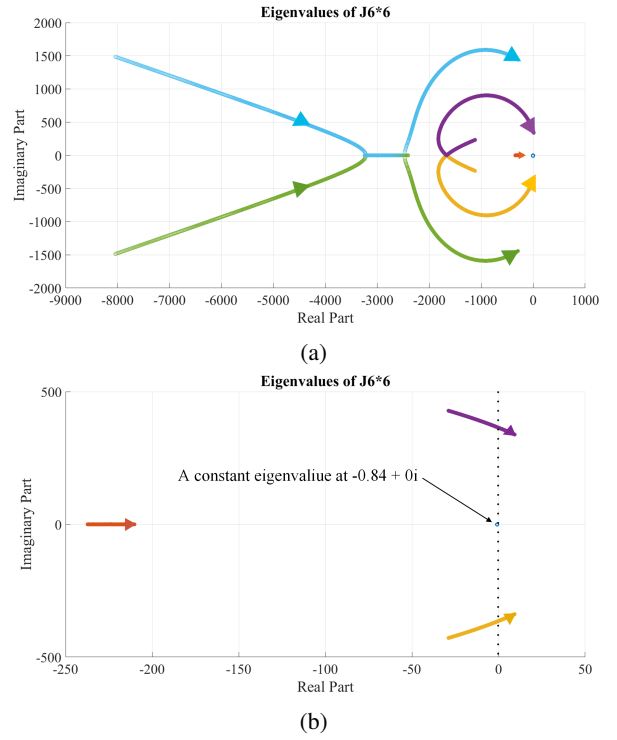 Eigenvalues of J6*6
Imaginary Part
2000
1500
1000
500
0
-500
-1000
-1500
-2000
-9000 -8000 -7000 -6000 -5000 -4000 -3000 -2000 -1000 0 1000
Real Part
(a)
Eigenvalues of J6*6
Imaginary Part
500
A constant eigenvaliue at -0.84 + 0i
0
-500
-250 -200 -150 -100 -50 0 50
Real Part
(b)